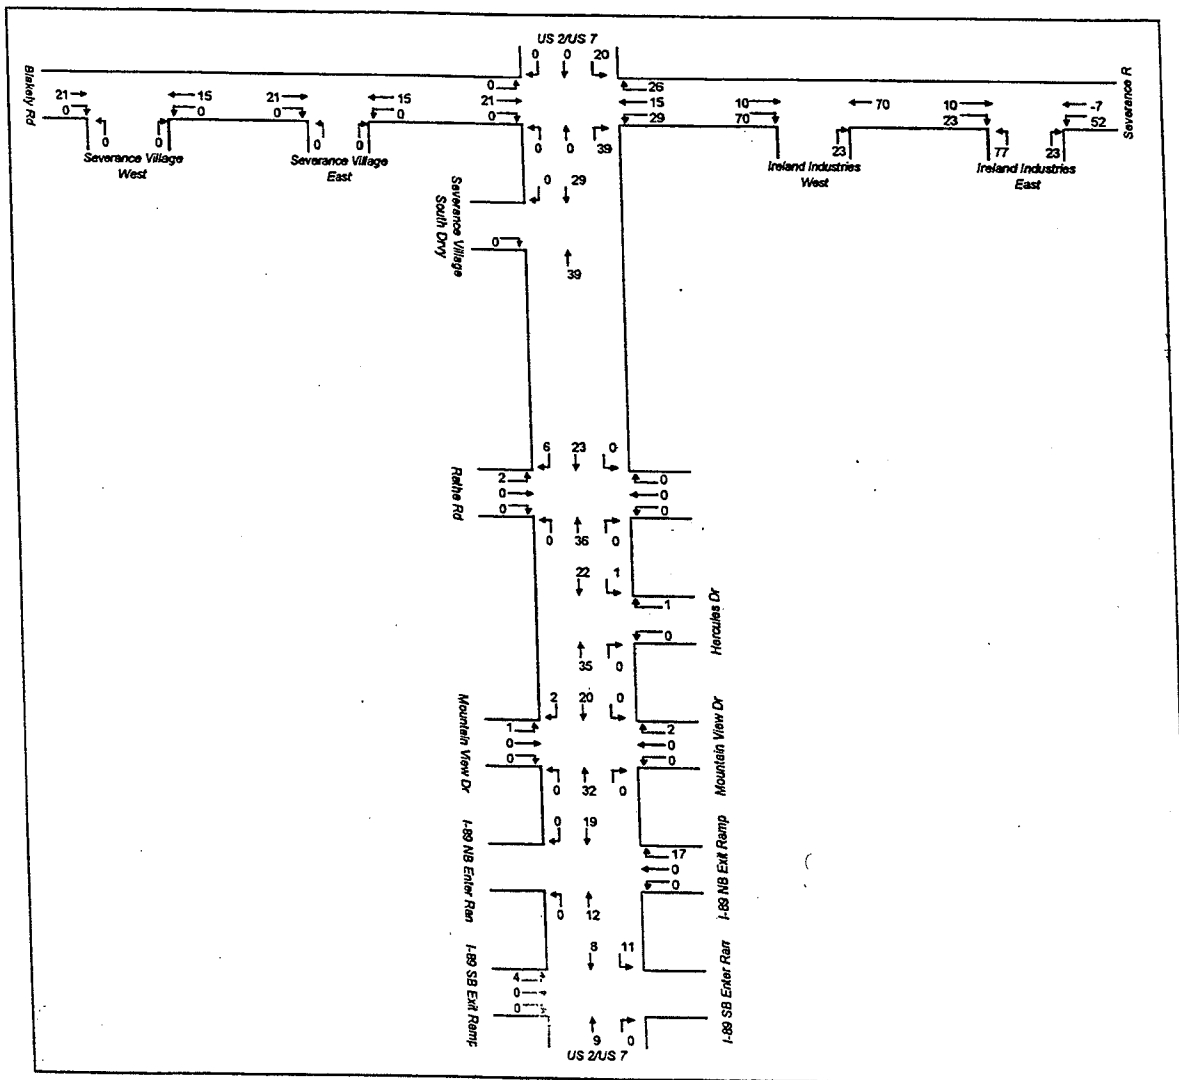 US 2/US 7
0 0 20
Blakely Rd
Severance R
0 26
21 15 21 15 21 15 10 70 10 -7
0 0 0 0 0 29 70 23 52
0 0 0 0 0 0 39 23 77 23
Severance Village West
Severance Village East
Ireland Industries West
Ireland Industries East
0 29
Severance Village South Drvy
0
39
6 23 0
Rathe Rd
2 0
0 0
0 0
0 36 0
22 1
Hercules Dr
1
0
35 0
2 20 0
Mountain View Dr
Mountain View Dr
1 2
0 0
0 0
0 32 0
0 19
I-89 NB Enter Ran
I-89 NB Exit Ramp
17
0
0
0 12
8 11
I-89 SB Exit Ramp
I-89 SB Enter Ram
4
0
0
9 0
US 2/US 7